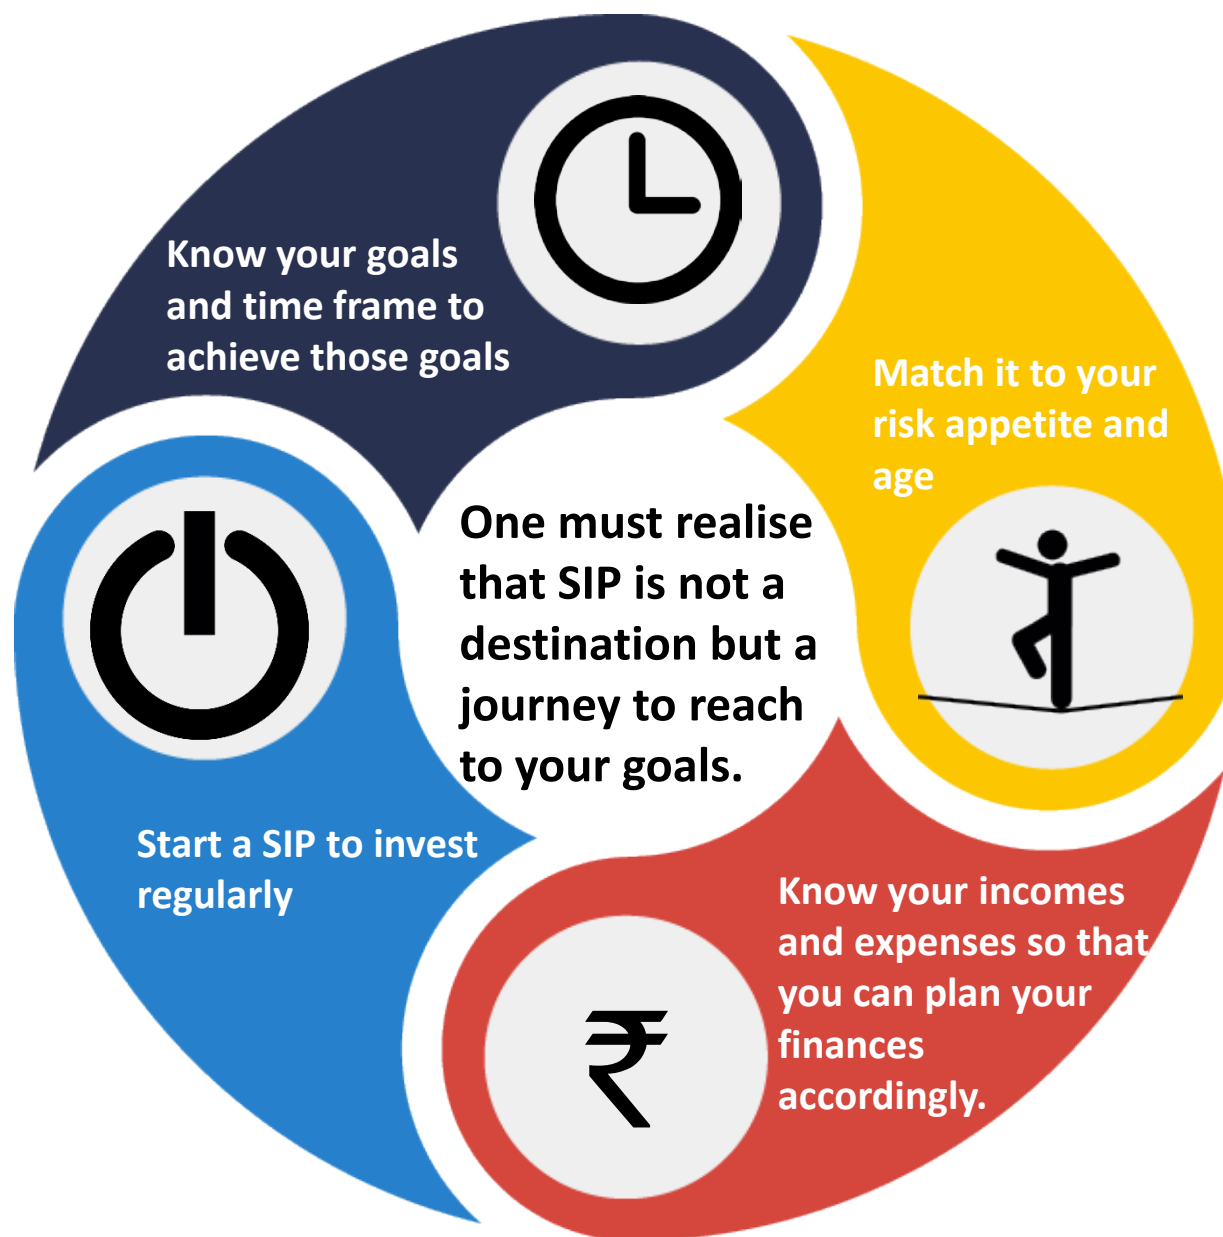 Know your goals
and time frame to
achieve those goals
Match it to your
risk appetite and
age
One must realise
that SIP is not a
destination but a
journey to reach
to your goals.
Start a SIP to invest
regularly
Know your incomes
and expenses so that
you can plan your
finances
accordingly.
₹